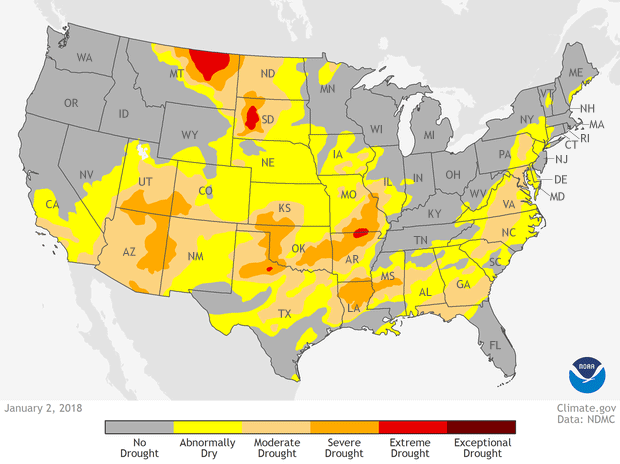 WA
MT
ND
MN
ME
OR
ID
SD
WI
MI
NY
VT
NH
MA
RI
CT
WY
NE
IA
PA
NJ
NV
UT
CO
IL
IN
OH
DE
MD
CA
KS
MO
WV
VA
KY
AZ
NM
OK
AR
TN
NC
SC
TX
LA
MS
AL
GA
FL
NOAA
January 2, 2018
Climate.gov
Data: NDMC
No
Drought
Abnormally
Dry
Moderate
Drought
Severe
Drought
Extreme
Drought
Exceptional
Drought